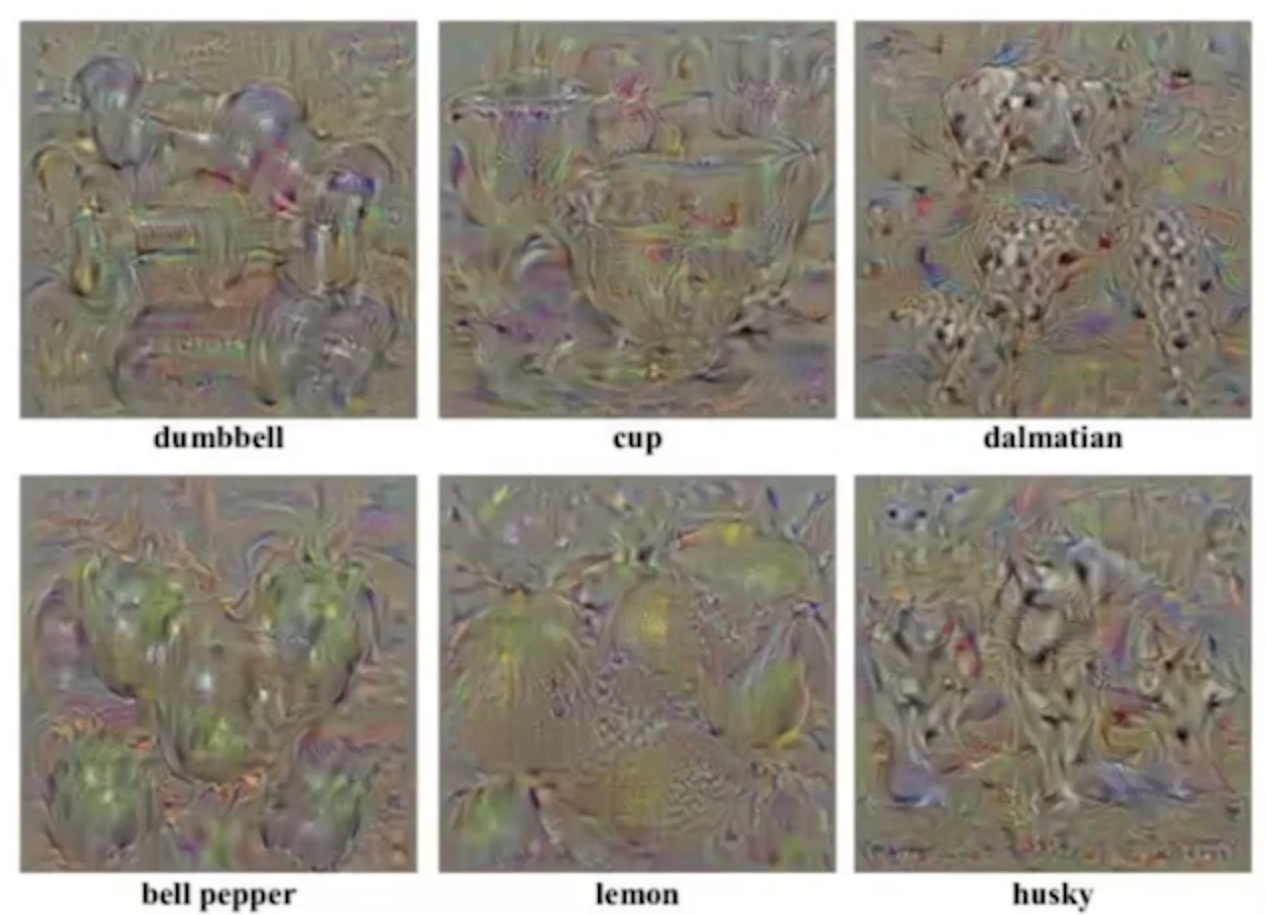 dumbbell
cup
dalmatian
bell pepper
lemon
husky